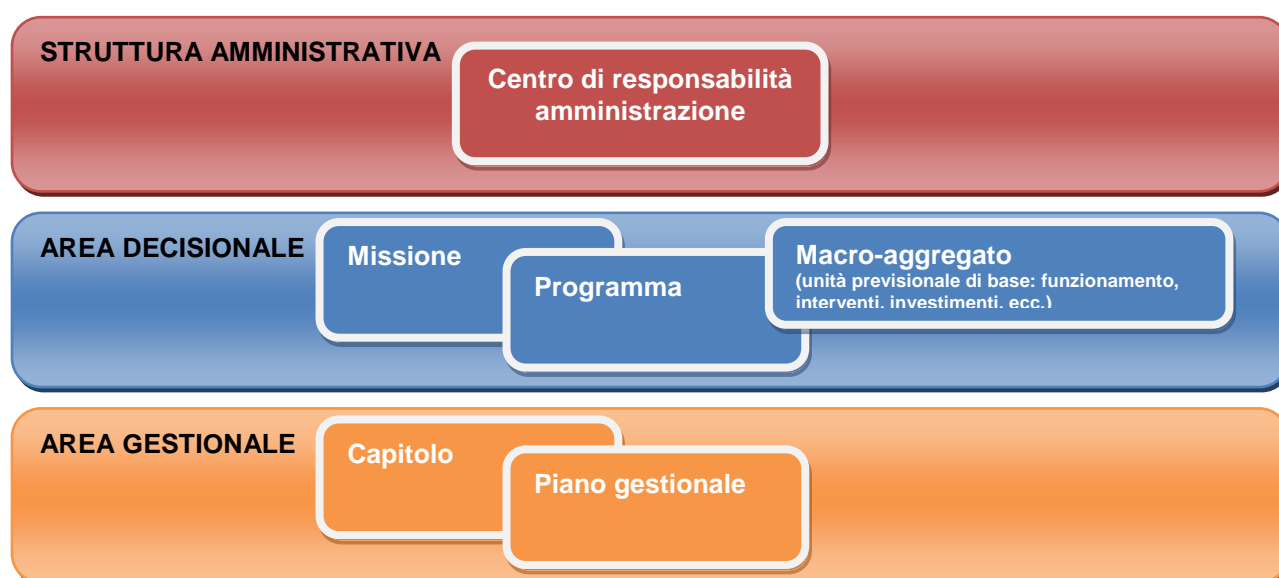 STRUTTURA AMMINISTRATIVA
Centro di responsabilità
amministrazione
AREA DECISIONALE
Missione
Programma
Macro-aggregato
(unità previsionale di base: funzionamento,
interventi, investimenti, ecc.)
AREA GESTIONALE
Capitolo
Piano gestionale